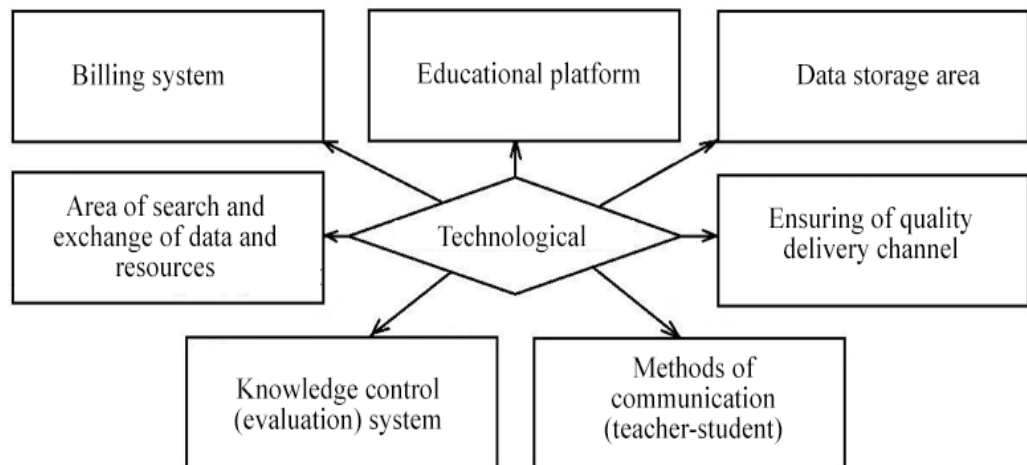 Billing system
Educational platform
Data storage area
Area of search and
exchange of data and
resources
Technological
Ensuring of quality
delivery channel
Knowledge control
(evaluation) system
Methods of
communication
(teacher-student)